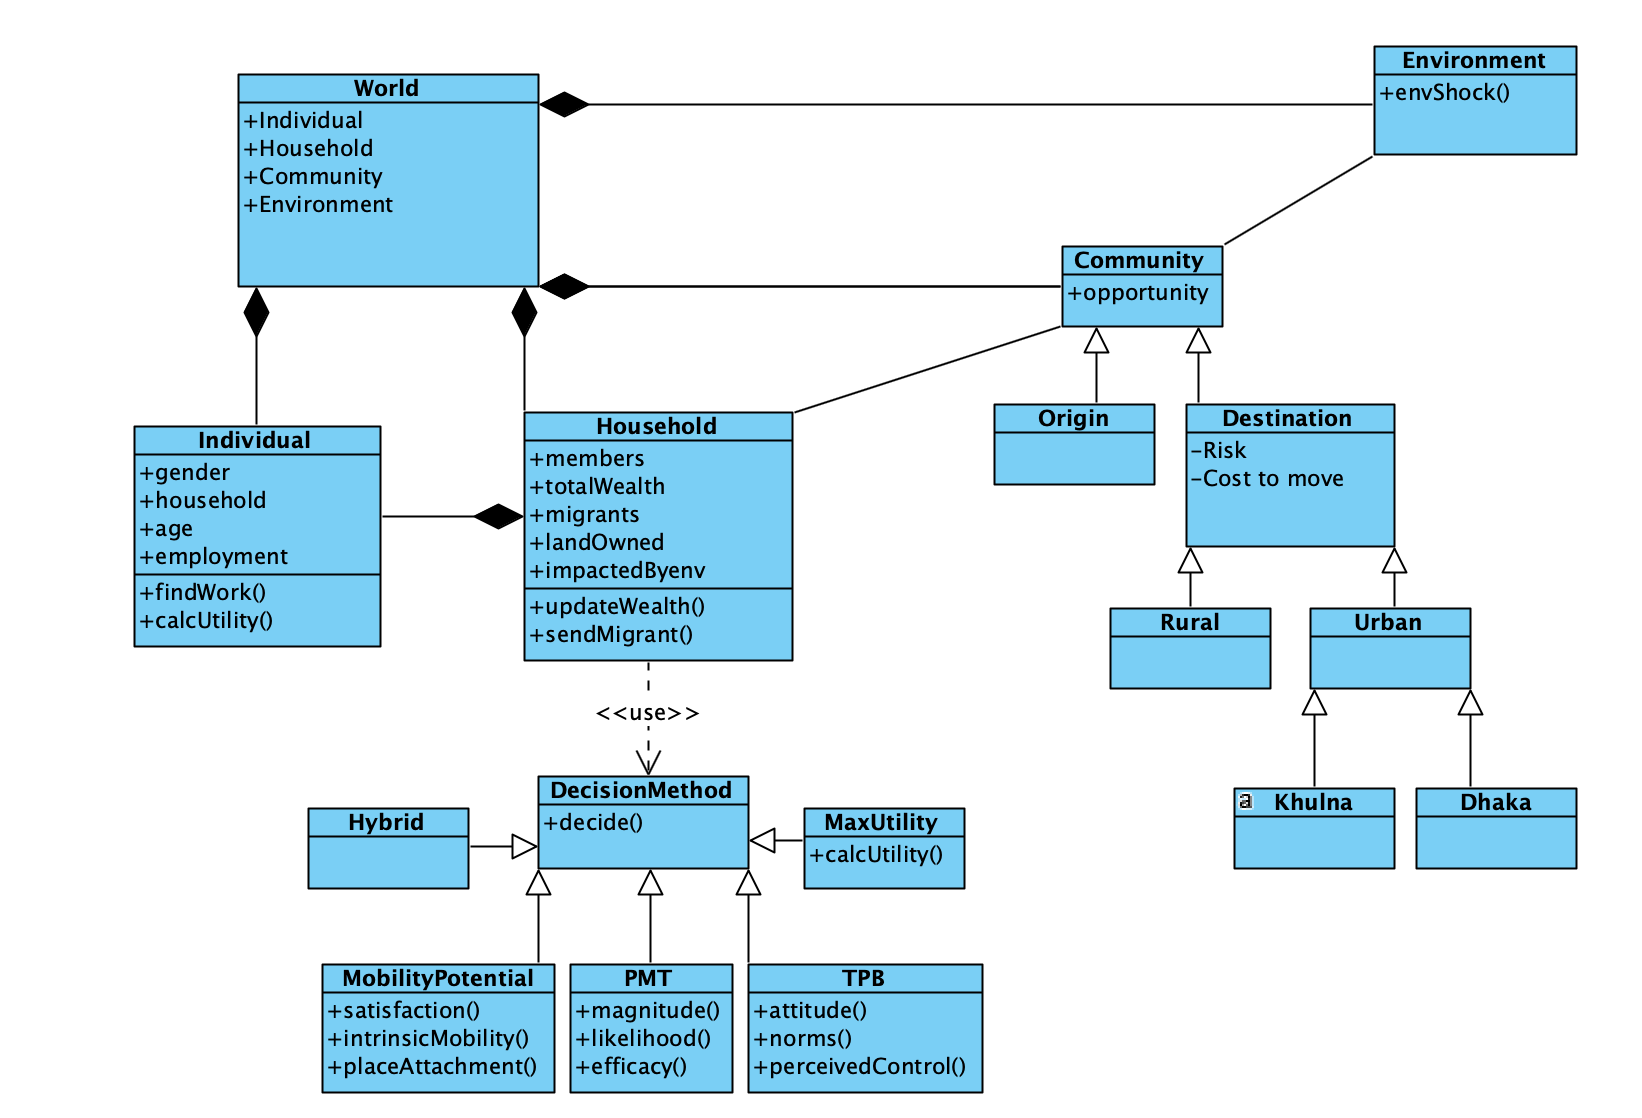 World
+Individual
+Household
+Community
+Environment
Environment
+envShock()
Community
+opportunity
Origin
Destination
-Risk
-Cost to move
Individual
+gender
+household
+age
+employment
+findWork()
+calcUtility()
Household
+members
+totalWealth
+migrants
+landOwned
+impactedByenv
+updateWealth()
+sendMigrant()
Rural
Urban
<<use>>
DecisionMethod
+decide()
Hybrid
MaxUtility
+calcUtility()
a Khulna
Dhaka
MobilityPotential
+satisfaction()
+intrinsicMobility()
+placeAttachment()
PMT
+magnitude()
+likelihood()
+efficacy()
TPB
+attitude()
+norms()
+perceivedControl()